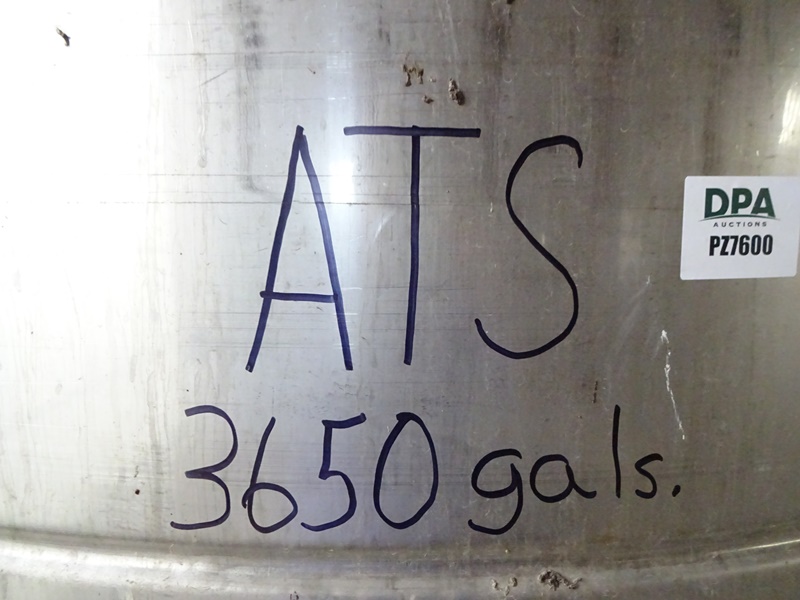 ATS
3650 gals.
DPA
AUCTIONS
PZ7600